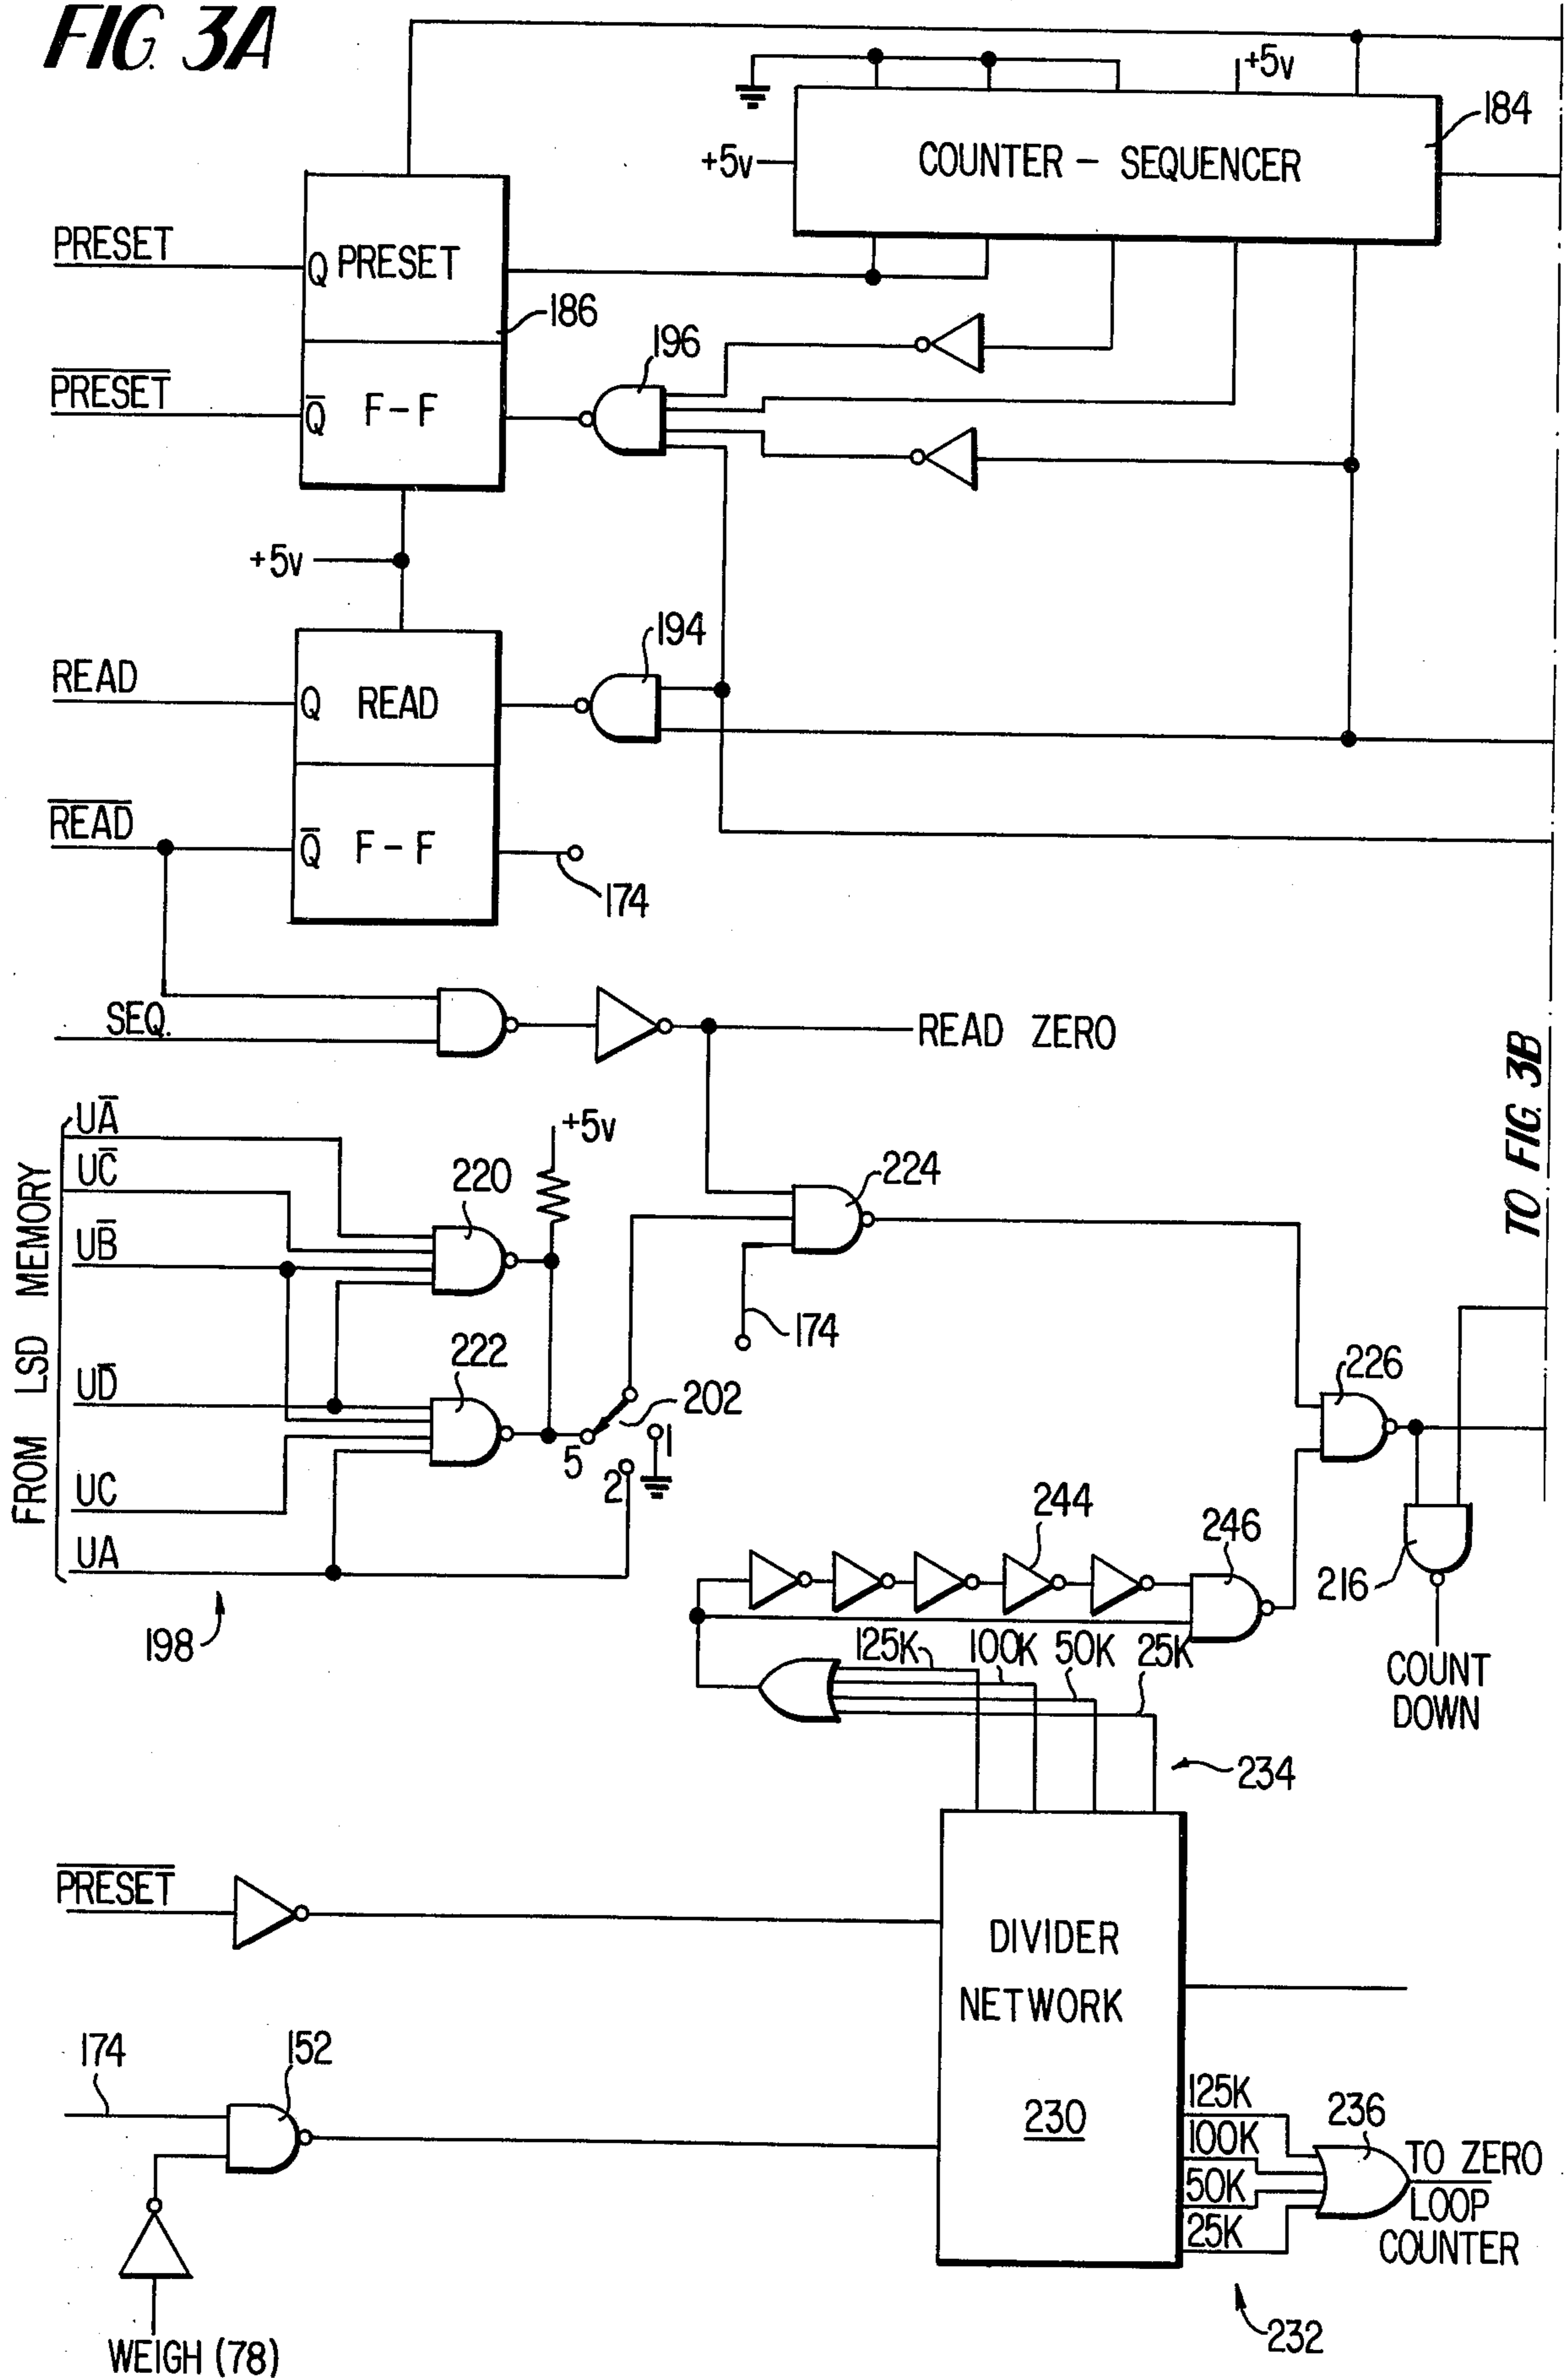 FIG. 3A
+5v
184
+5v
COUNTER - SEQUENCER
PRESET
Q PRESET
186
196
PRESET
Q̅ F-F
+5v
194
READ
Q READ
READ
Q̅ F-F
174
SEQ.
READ ZERO
TO FIG. 3B
FROM LSD MEMORY
UA̅
+5v
UC̅
220
224
UB̅
174
222
UD̅
202
226
5
1
2
UC
244
246
UA
216
198
125K
100K
50K
25K
COUNT
DOWN
234
PRESET
DIVIDER
NETWORK
174
152
230
125K
236
100K
TO ZERO
50K
LOOP
25K
COUNTER
232
WEIGH (78)